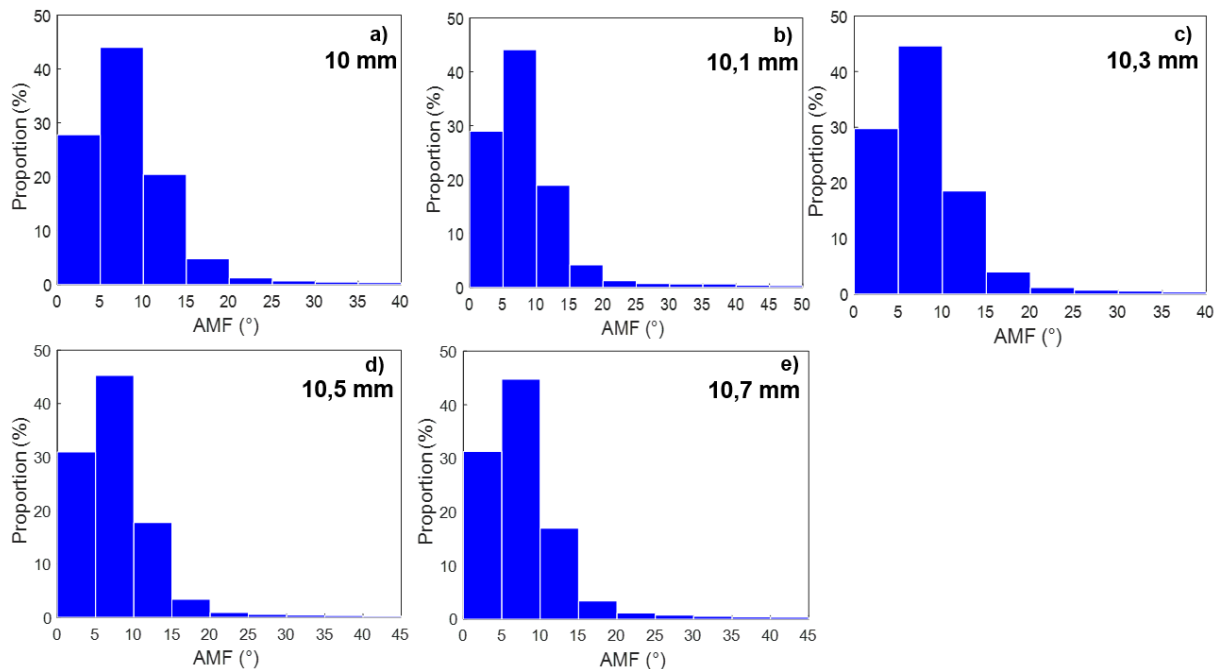 a)
10 mm
Proportion (%)
50
40
30
20
10
0
0 5 10 15 20 25 30 35 40
AMF (°)
b)
10,1 mm
Proportion (%)
50
40
30
20
10
0
0 5 10 15 20 25 30 35 40 45 50
AMF (°)
c)
10,3 mm
Proportion (%)
50
40
30
20
10
0
0 5 10 15 20 25 30 35 40
AMF (°)
d)
10,5 mm
Proportion (%)
50
40
30
20
10
0
0 5 10 15 20 25 30 35 40 45
AMF (°)
e)
10,7 mm
Proportion (%)
50
40
30
20
10
0
0 5 10 15 20 25 30 35 40 45
AMF (°)